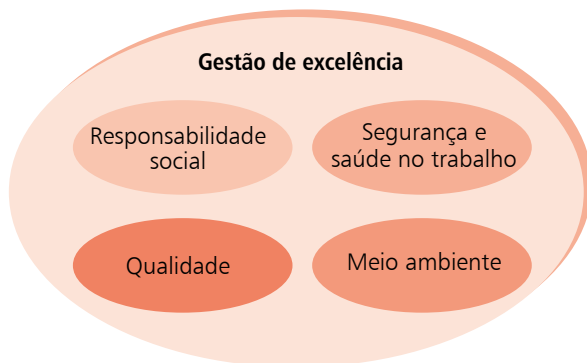 Gestão de excelência
Responsabilidade
social
Segurança e
saúde no trabalho
Qualidade
Meio ambiente